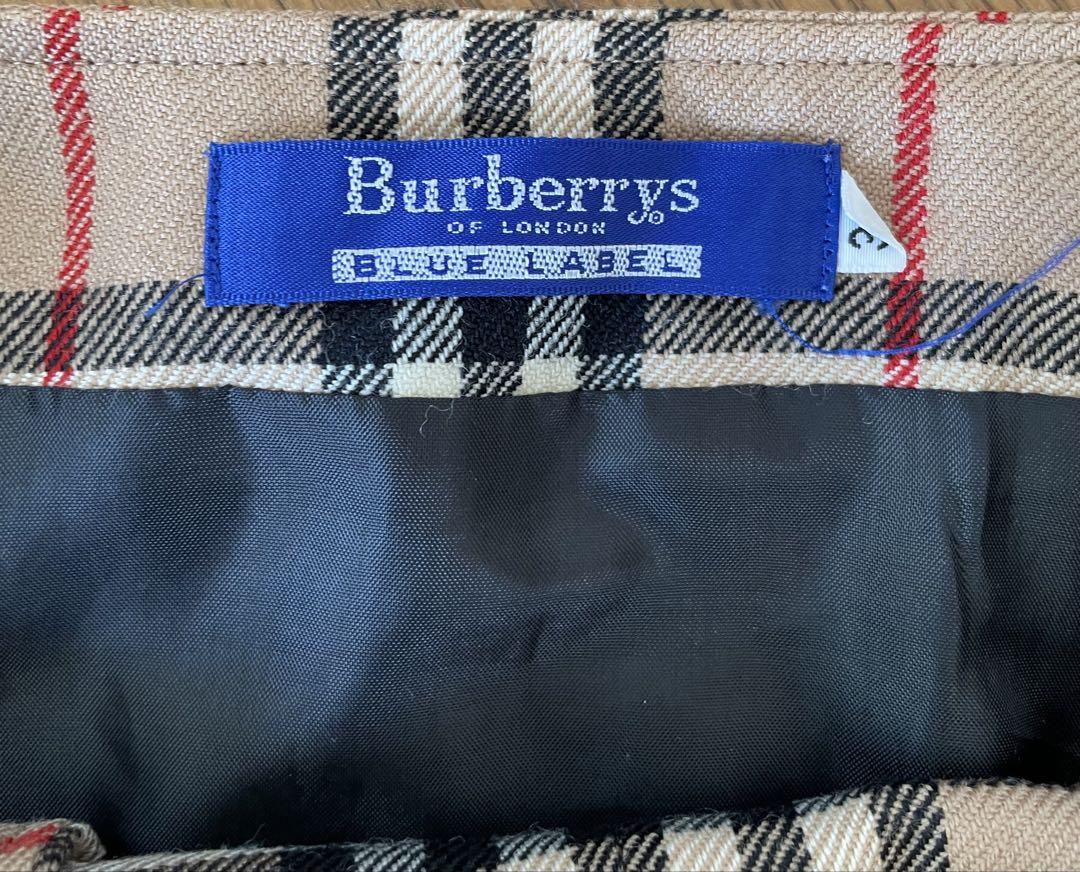 Burberrys
OF LONDON
BLUE LABEL